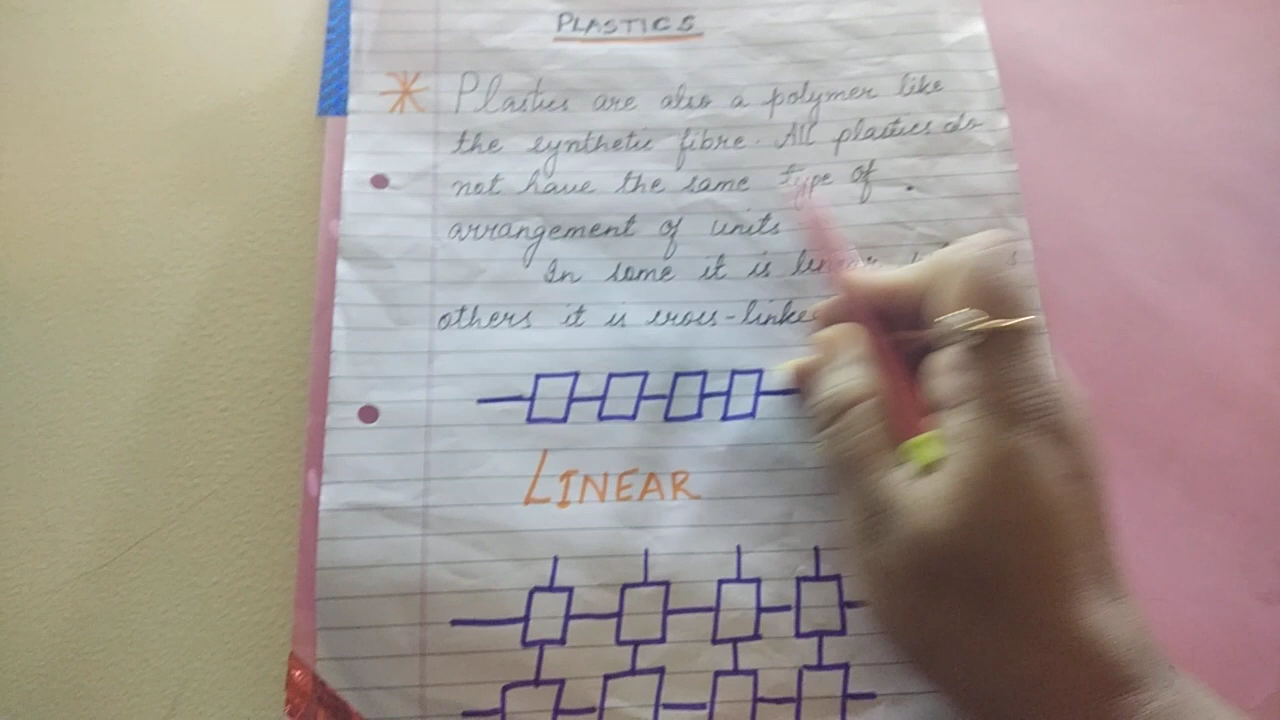 PLASTICS
Plastics are also a polymer like
the synthetic fibre. All plastics do
not have the same type of
arrangement of units
In some it is linear
others it is cross-linke
LINEAR